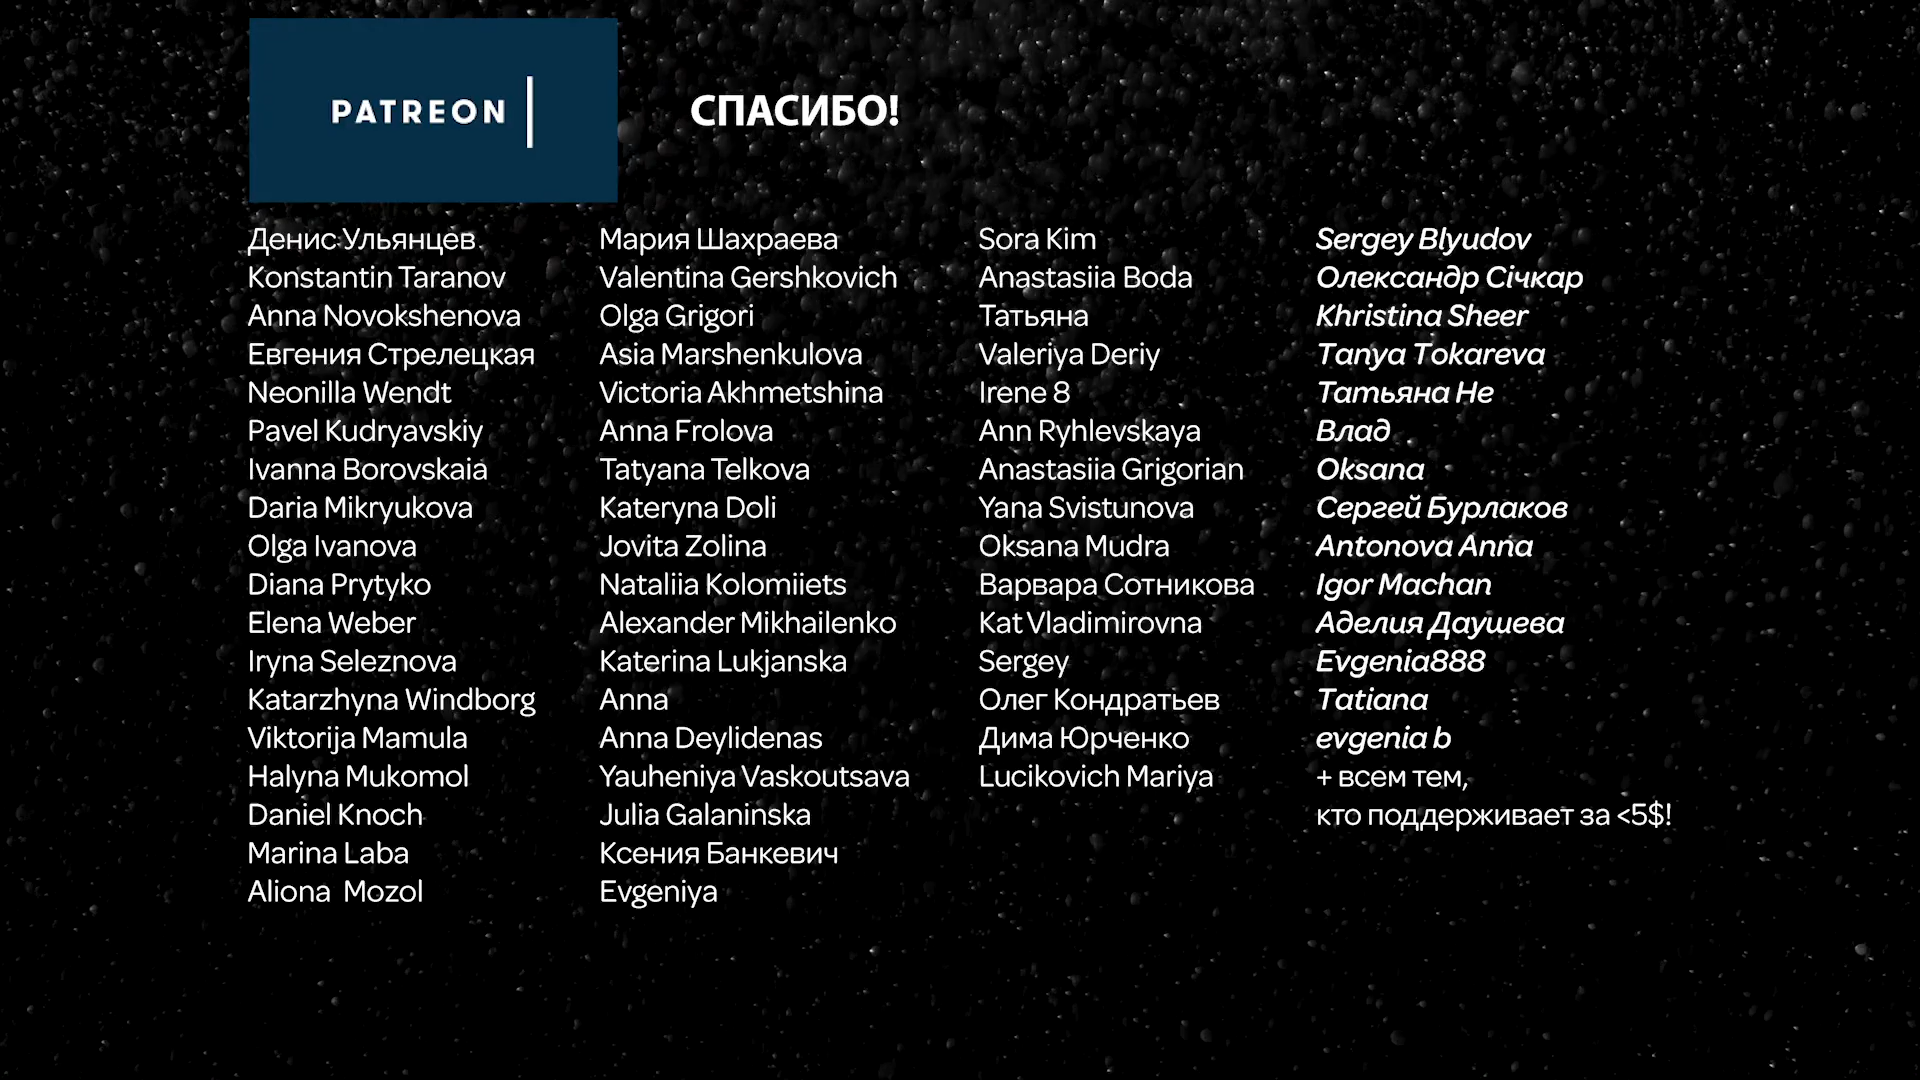 PATREON
СПАСИБО!
Денис Ульянцев
Konstantin Taranov
Anna Novokshenova
Евгения Стрелецкая
Neonilla Wendt
Pavel Kudryavskiy
Ivanna Borovskaia
Daria Mikryukova
Olga Ivanova
Diana Prytyko
Elena Weber
Iryna Seleznova
Katarzhyna Windborg
Viktorija Mamula
Halyna Mukomol
Daniel Knoch
Marina Laba
Aliona Mozol
Мария Шахраева
Valentina Gershkovich
Olga Grigori
Asia Marshenkulova
Victoria Akhmetshina
Anna Frolova
Tatyana Telkova
Kateryna Doli
Jovita Zolina
Nataliia Kolomiiets
Alexander Mikhailenko
Katerina Lukjanska
Anna
Anna Deylidenas
Yauheniya Vaskoutsava
Julia Galaninska
Ксения Банкевич
Evgeniya
Sora Kim
Anastasiia Boda
Татьяна
Valeriya Deriy
Irene 8
Ann Ryhlevskaya
Anastasiia Grigorian
Yana Svistunova
Oksana Mudra
Варвара Сотникова
Kat Vladimirovna
Sergey
Олег Кондратьев
Дима Юрченко
Lucikovich Mariya
Sergey Blyudov
Олександр Січкар
Khristina Sheer
Tanya Tokareva
Татьяна Не
Влад
Oksana
Сергей Бурлаков
Antonova Anna
Igor Machan
Аделия Даушева
Evgenia888
Tatiana
evgenia b
+ всем тем,
кто поддерживает за <5$!